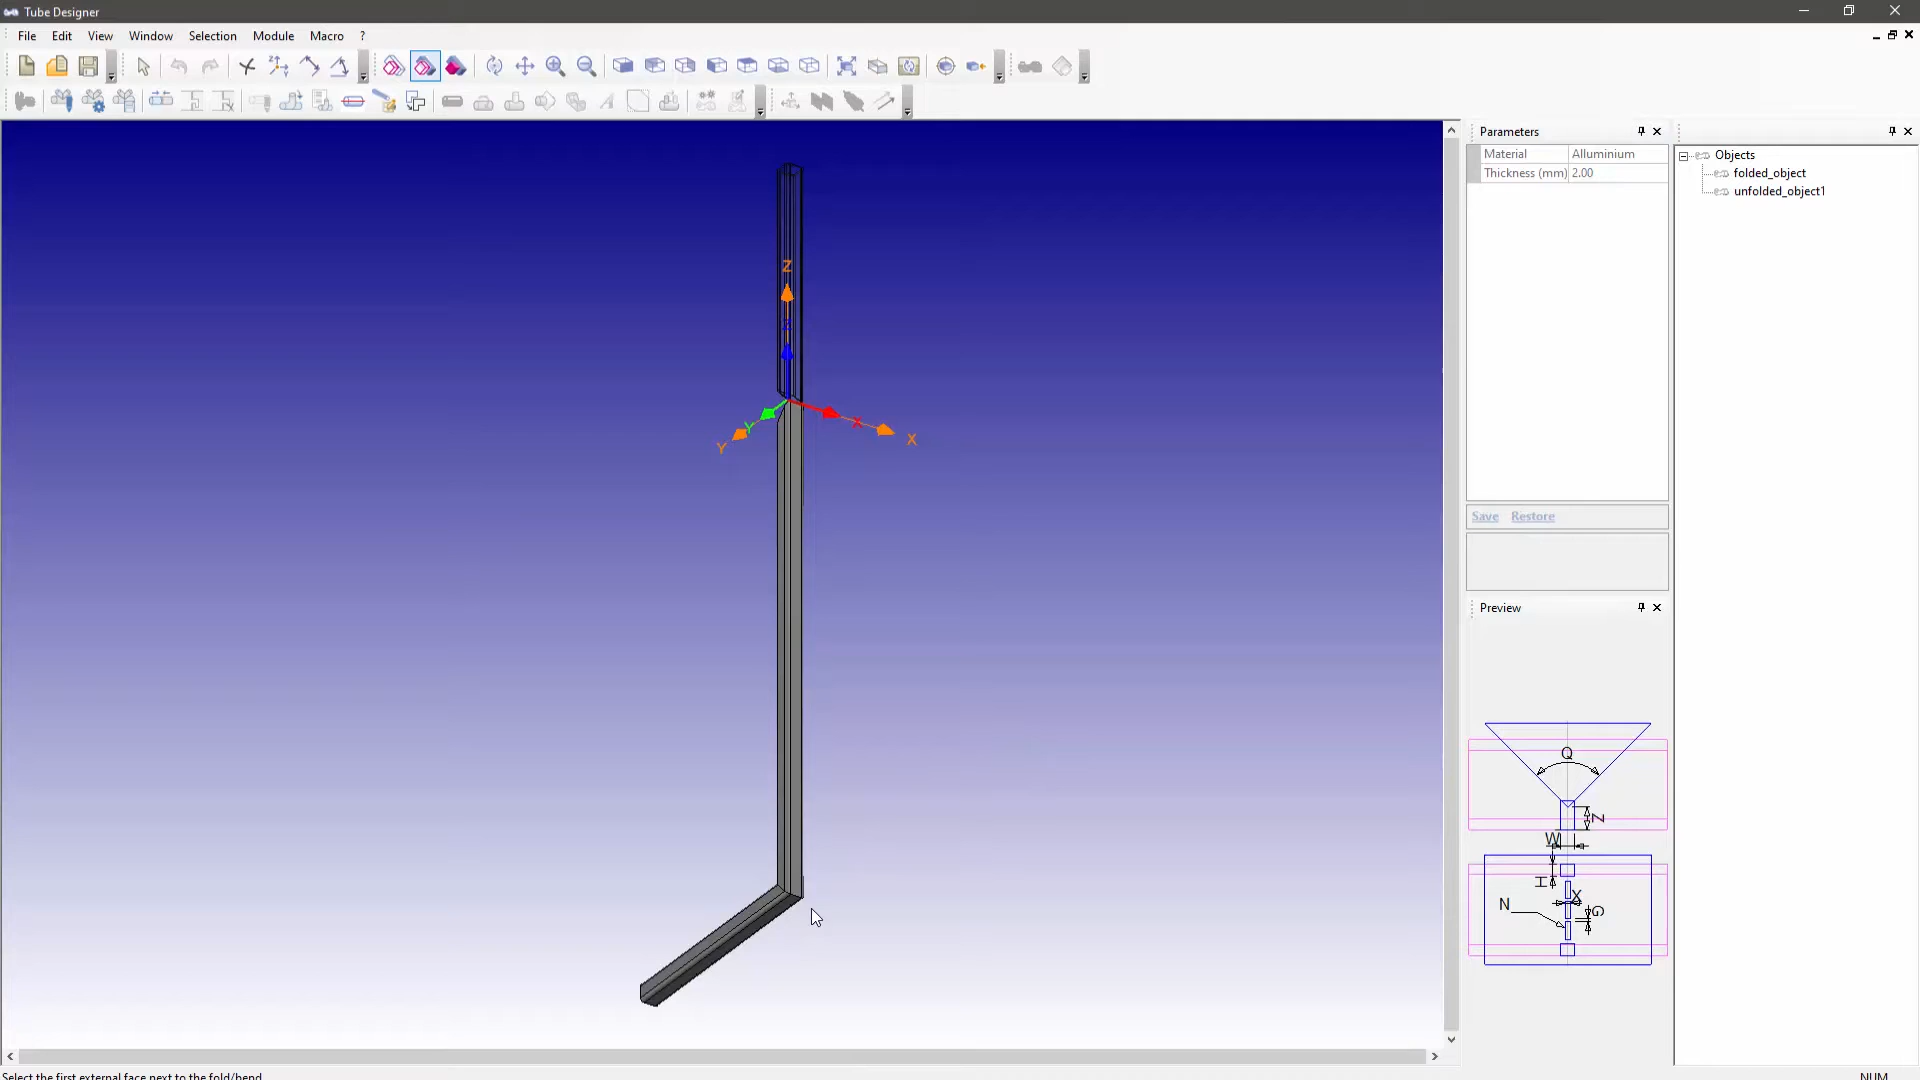 Tube Designer
File Edit View Window Selection Module Macro ?
Parameters
Material Alluminium
Thickness (mm) 2.00
Save Restore
Preview
Q
Z
W
H
X
N
G
Objects
folded_object
unfolded_object1
Z
Z
Y
Y
X
X
Select the first external face next to the fold/bend
NUM